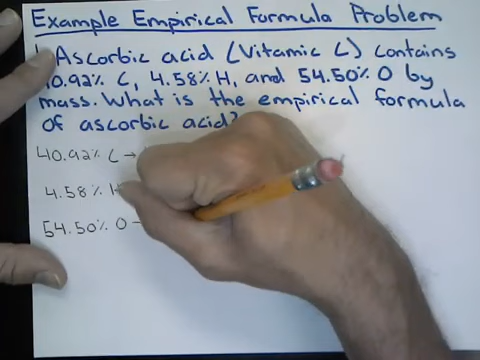 Example Empirical Formula Problem
Ascorbic acid (Vitamic C) contains
40.92% C, 4.58% H, and 54.50% O by
mass. What is the empirical formula
of ascorbic acid?
40.92% C →
4.58% H
54.50% O